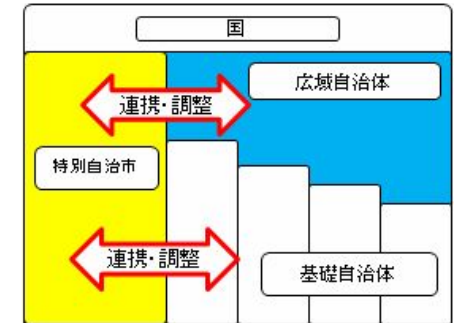 国
広域自治体
連携・調整
特別自治市
連携・調整
基礎自治体